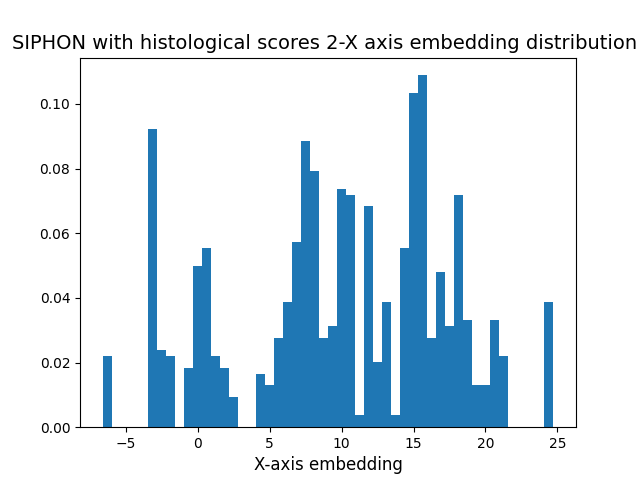 SIPHON with histological scores 2-X axis embedding distribution
0.10
0.08
0.06
0.04
0.02
0.00
−5 0 5 10 15 20 25
X-axis embedding